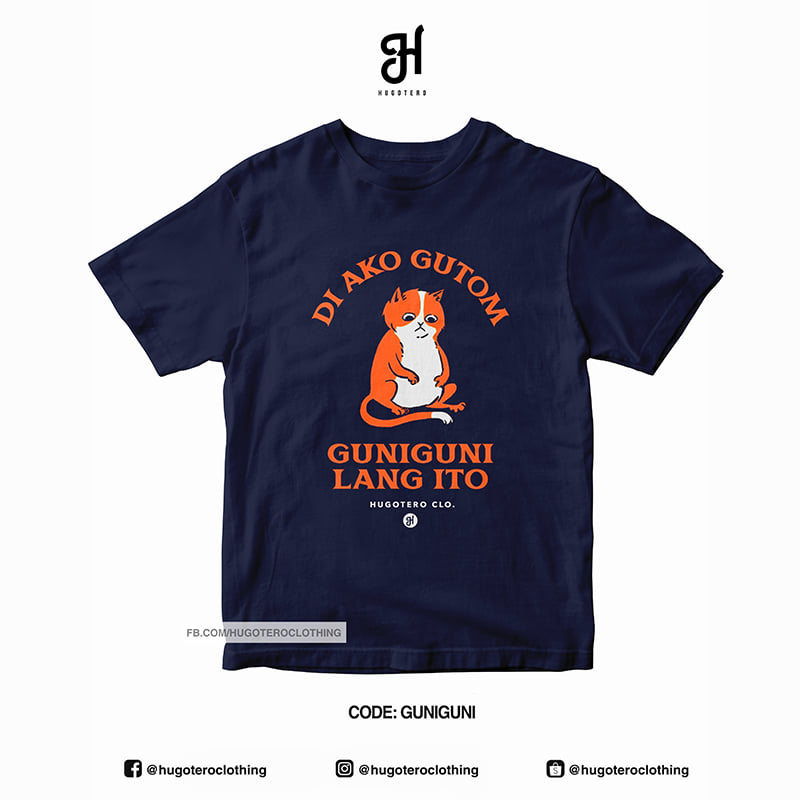 H
HUGOTERO
DI AKO GUTOM
GUNIGUNI
LANG ITO
HUGOTERO CLO.
H
FB.COM/HUGOTEROCLOTHING
CODE: GUNIGUNI
@hugoteroclothing
@hugoteroclothing
@hugoteroclothing